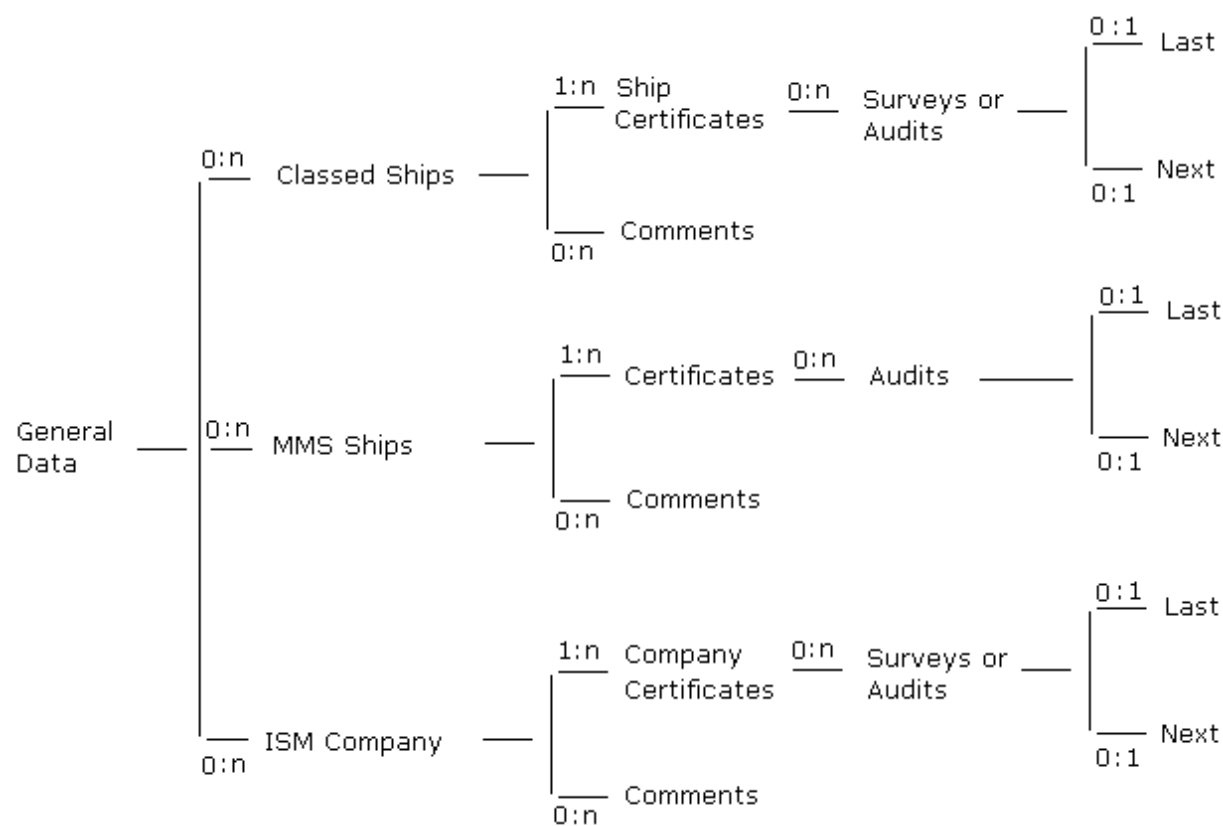 0:1
Last
1:n
Ship
Certificates
0:n
Surveys or
Audits
0:n
Classed Ships
Next
0:1
Comments
0:n
0:1
Last
1:n
Certificates
0:n
Audits
General
Data
0:n
MMS Ships
Next
0:1
Comments
0:n
0:1
Last
1:n
Company
Certificates
0:n
Surveys or
Audits
ISM Company
0:n
Next
0:1
Comments
0:n